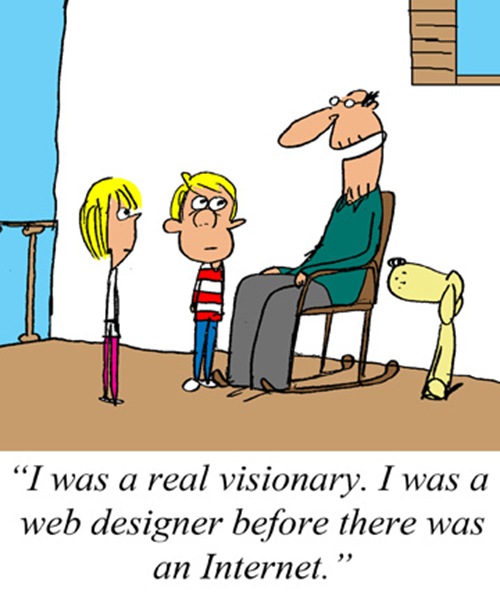 “I was a real visionary. I was a
web designer before there was
an Internet.”